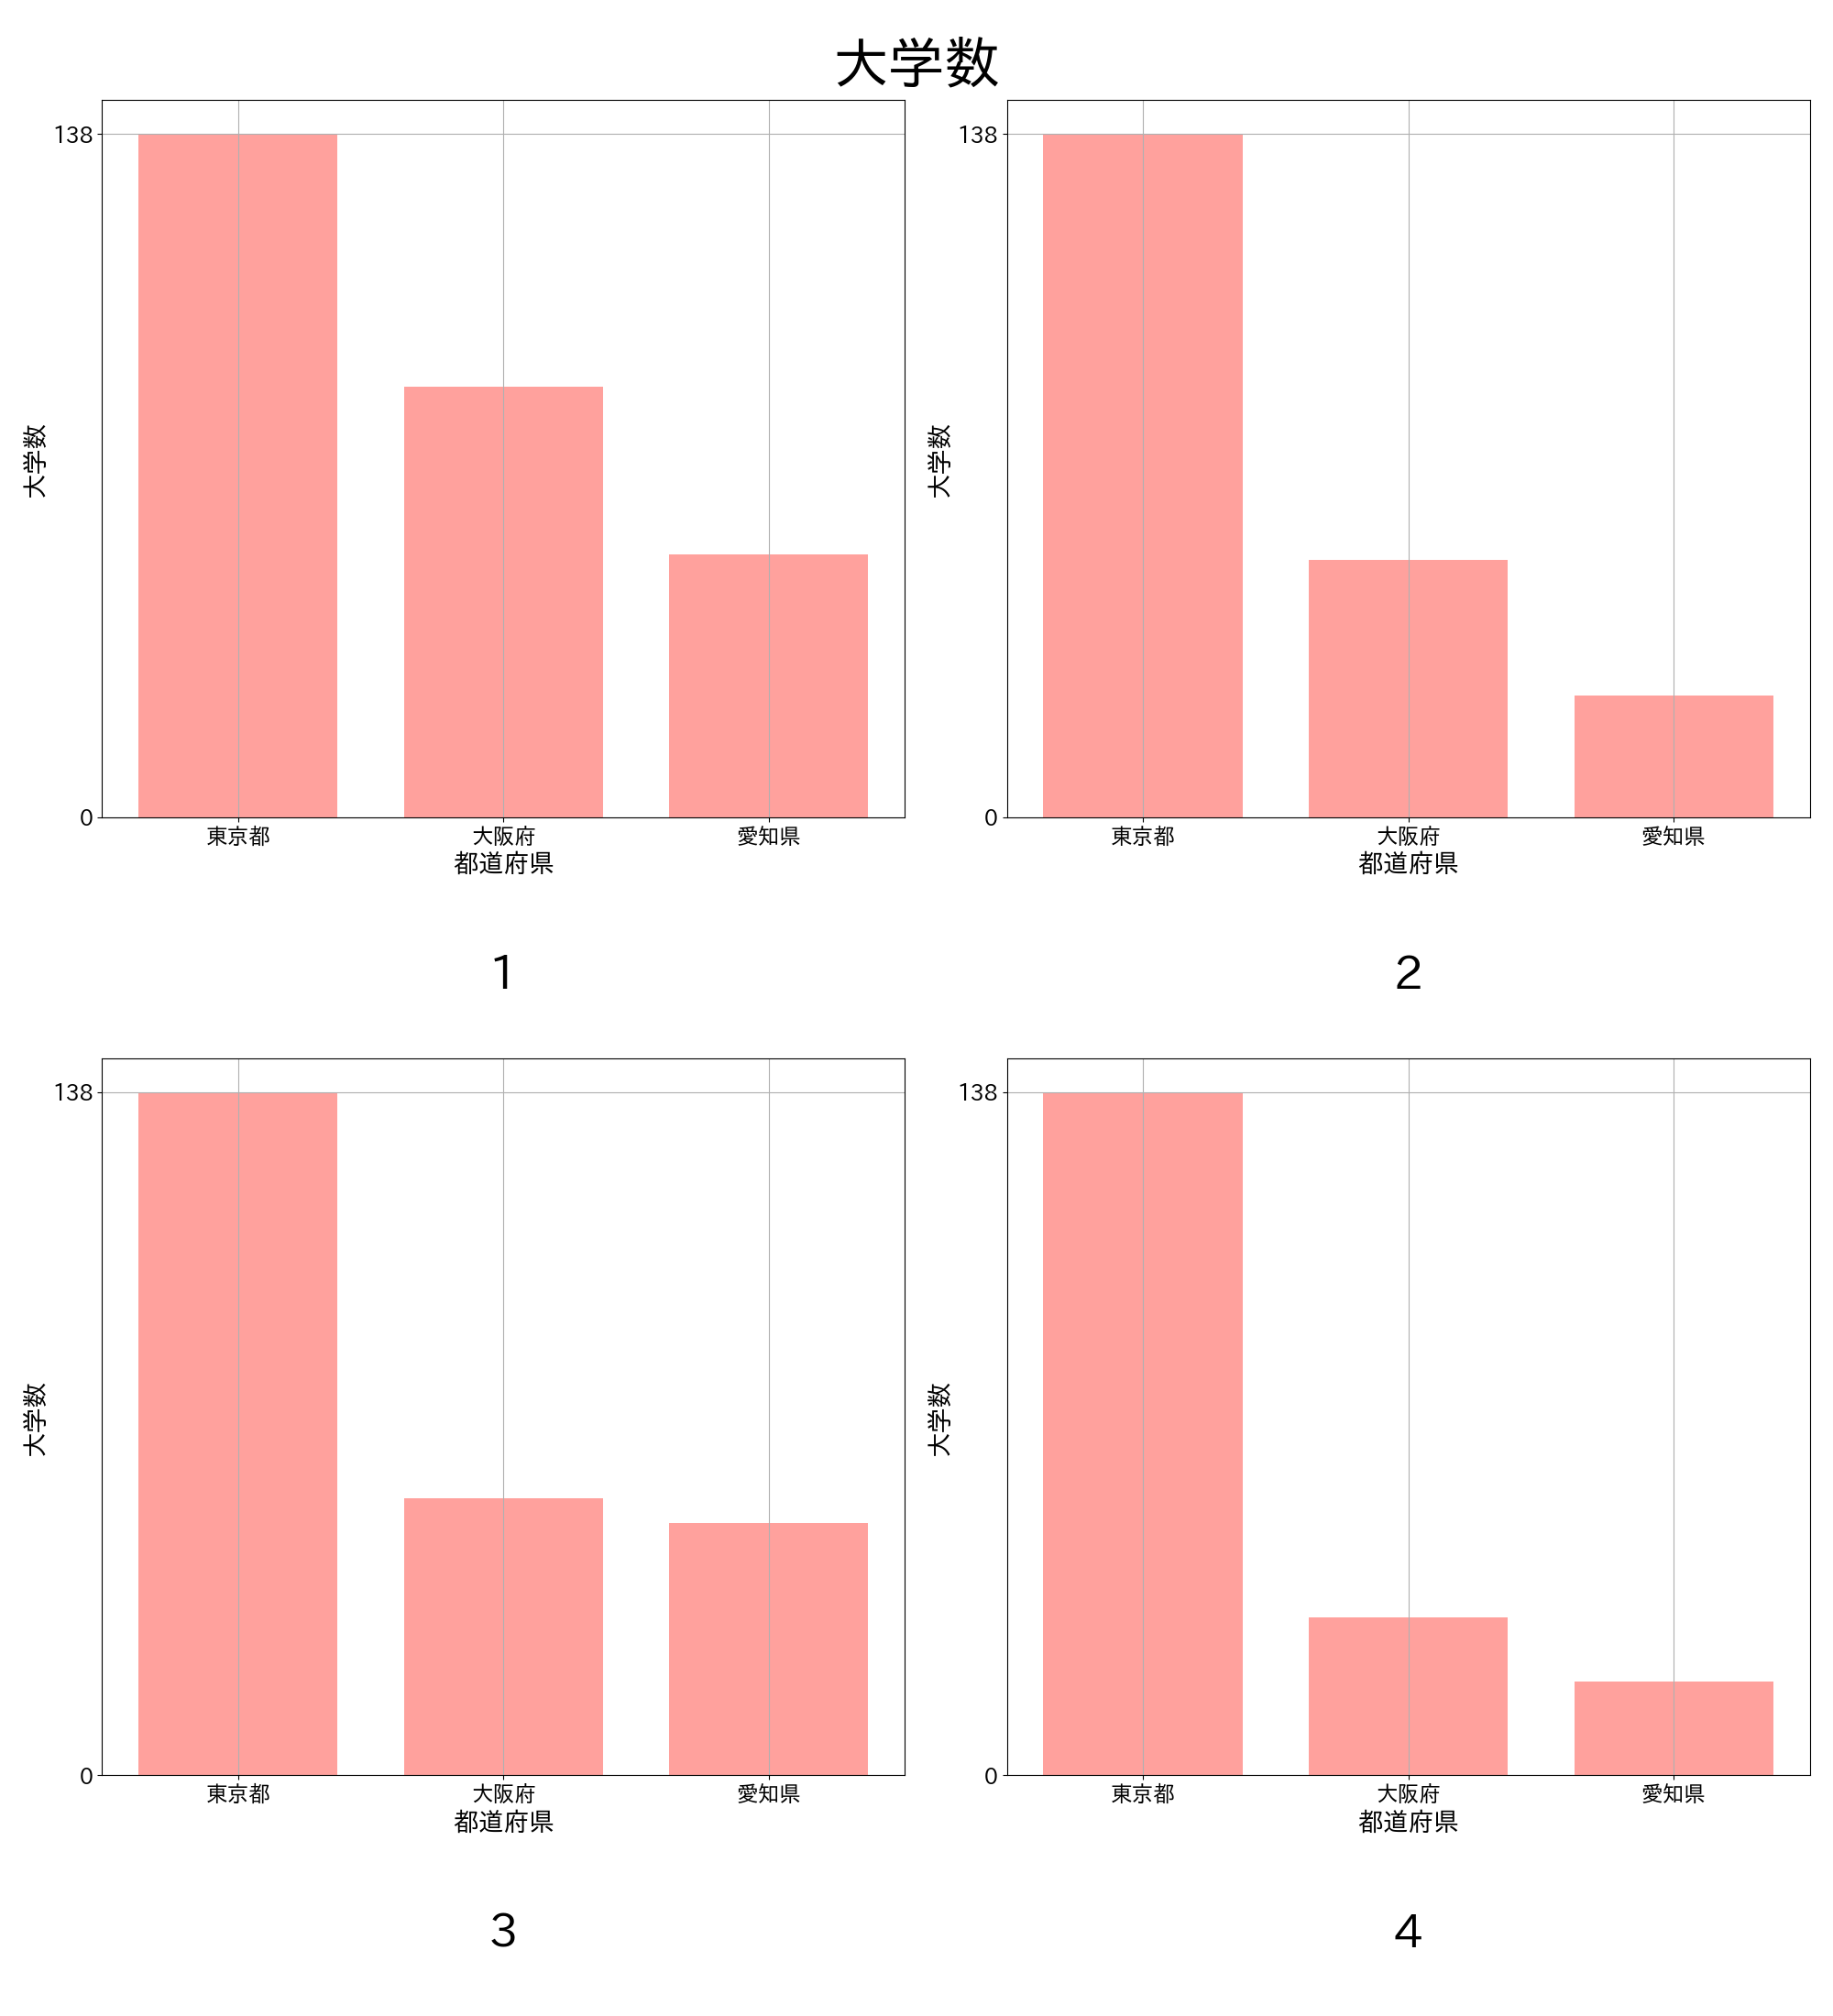 大学数
138
0
大学数
東京都 大阪府 愛知県
都道府県
1
138
0
大学数
東京都 大阪府 愛知県
都道府県
2
138
0
大学数
東京都 大阪府 愛知県
都道府県
3
138
0
大学数
東京都 大阪府 愛知県
都道府県
4